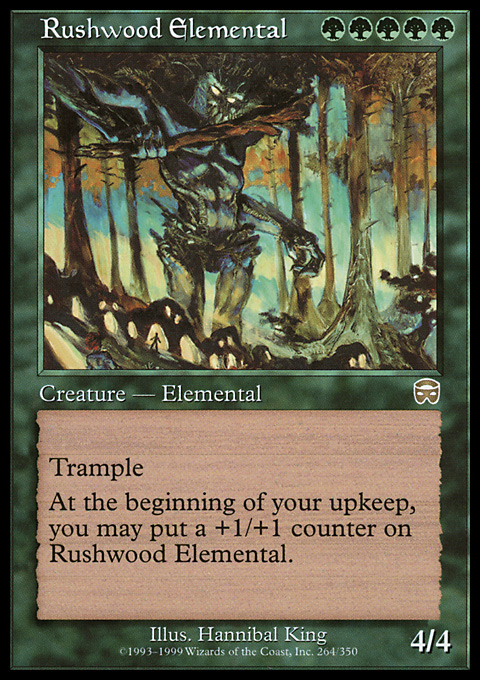 Rushwood Elemental
Creature — Elemental
Trample
At the beginning of your upkeep,
you may put a +1/+1 counter on
Rushwood Elemental.
Illus. Hannibal King
©1993-1999 Wizards of the Coast, Inc. 264/350
4/4